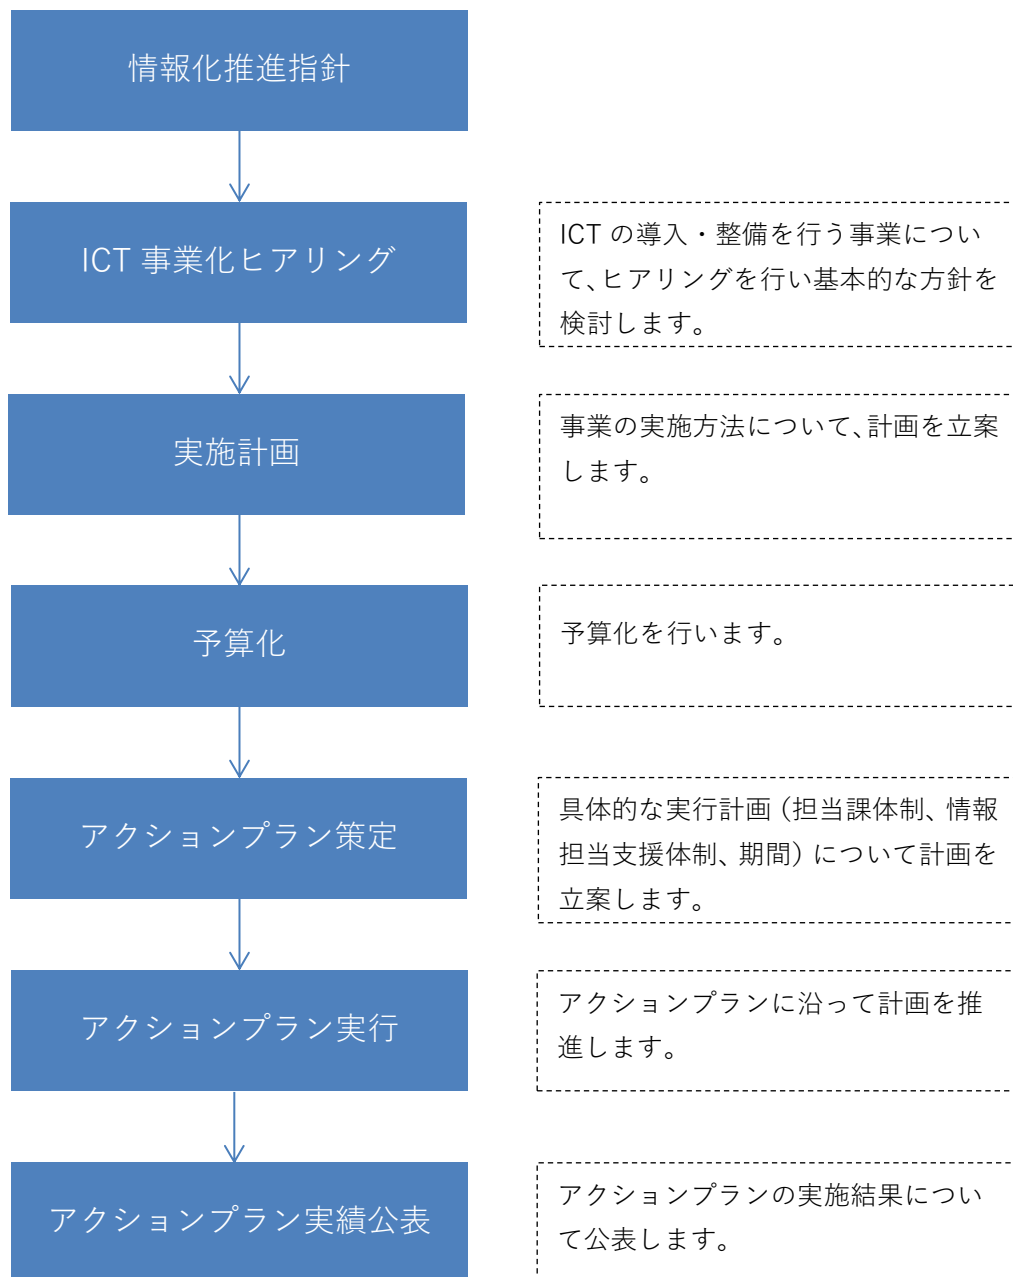 情報化推進指針
ICT 事業化ヒアリング
ICT の導入・整備を行う事業につい
て、ヒアリングを行い基本的な方針を
検討します。
実施計画
事業の実施方法について、計画を立案
します。
予算化
予算化を行います。
アクションプラン策定
具体的な実行計画（担当課体制、情報
担当支援体制、期間）について計画を
立案します。
アクションプラン実行
アクションプランに沿って計画を推
進します。
アクションプラン実績公表
アクションプランの実施結果につい
て公表します。